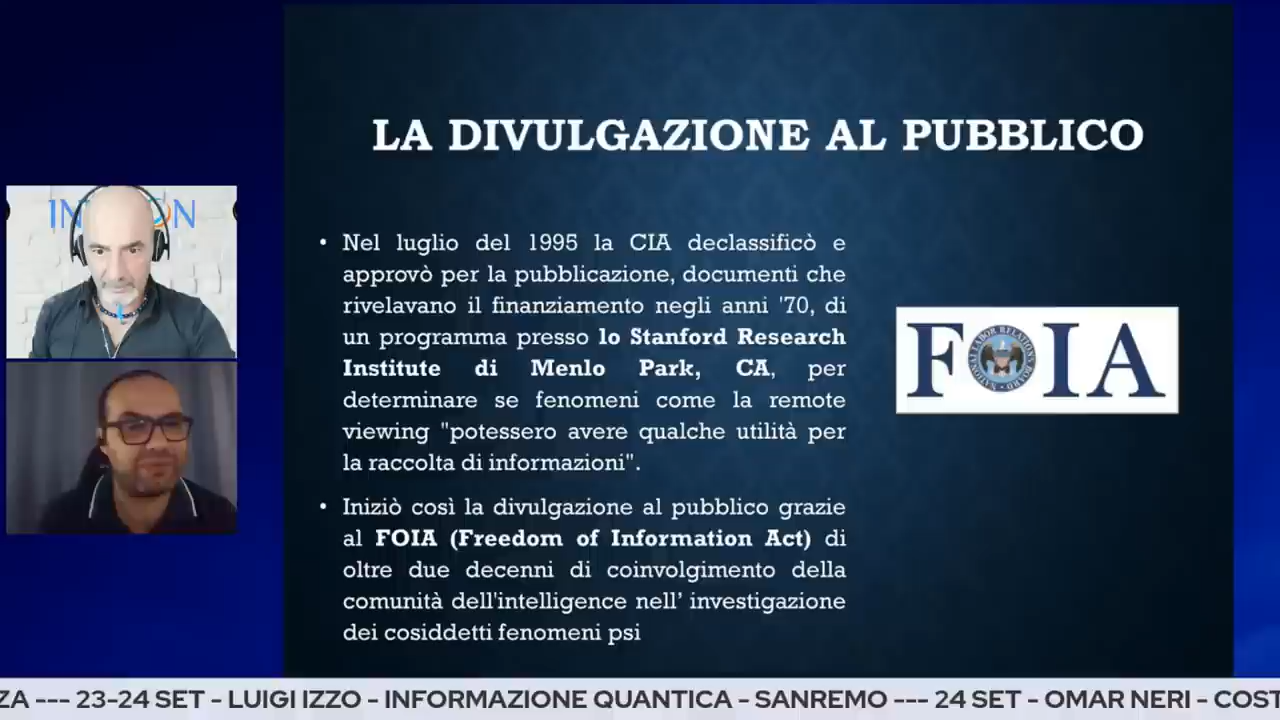 LA DIVULGAZIONE AL PUBBLICO
• Nel luglio del 1995 la CIA declassificò e
approvò per la pubblicazione, documenti che
rivelavano il finanziamento negli anni '70, di
un programma presso lo Stanford Research
Institute di Menlo Park, CA, per
determinare se fenomeni come la remote
viewing "potessero avere qualche utilità per
la raccolta di informazioni".
• Iniziò così la divulgazione al pubblico grazie
al FOIA (Freedom of Information Act) di
oltre due decenni di coinvolgimento della
comunità dell'intelligence nell' investigazione
dei cosiddetti fenomeni psi
FOIA
NATIONAL LABOR RELATIONS BOARD
ZA --- 23-24 SET - LUIGI IZZO - INFORMAZIONE QUANTICA - SANREMO --- 24 SET - OMAR NERI - COST